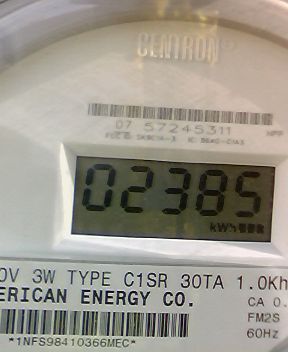 CENTRON®
07 57245311
02385
kWh
0V 3W TYPE C1SR 30TA 1.0Kh
ERICAN ENERGY CO. CA 0.
FM2S
60Hz
*1NFS98410366MEC*